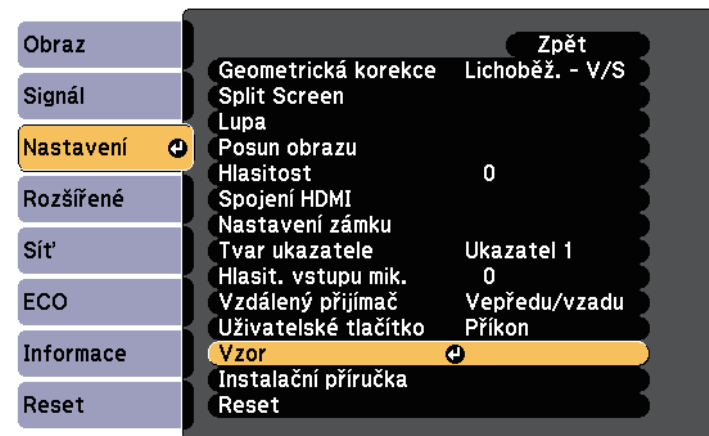 Obraz
Signál
Nastavení
Rozšířené
Síť
ECO
Informace
Reset
Zpět
Geometrická korekce Lichoběž. - V/S
Split Screen
Lupa
Posun obrazu
Hlasitost 0
Spojení HDMI
Nastavení zámku
Tvar ukazatele Ukazatel 1
Hlasit. vstupu mik. 0
Vzdálený přijímač Vepředu/vzadu
Uživatelské tlačítko Příkon
Vzor
Instalační příručka
Reset